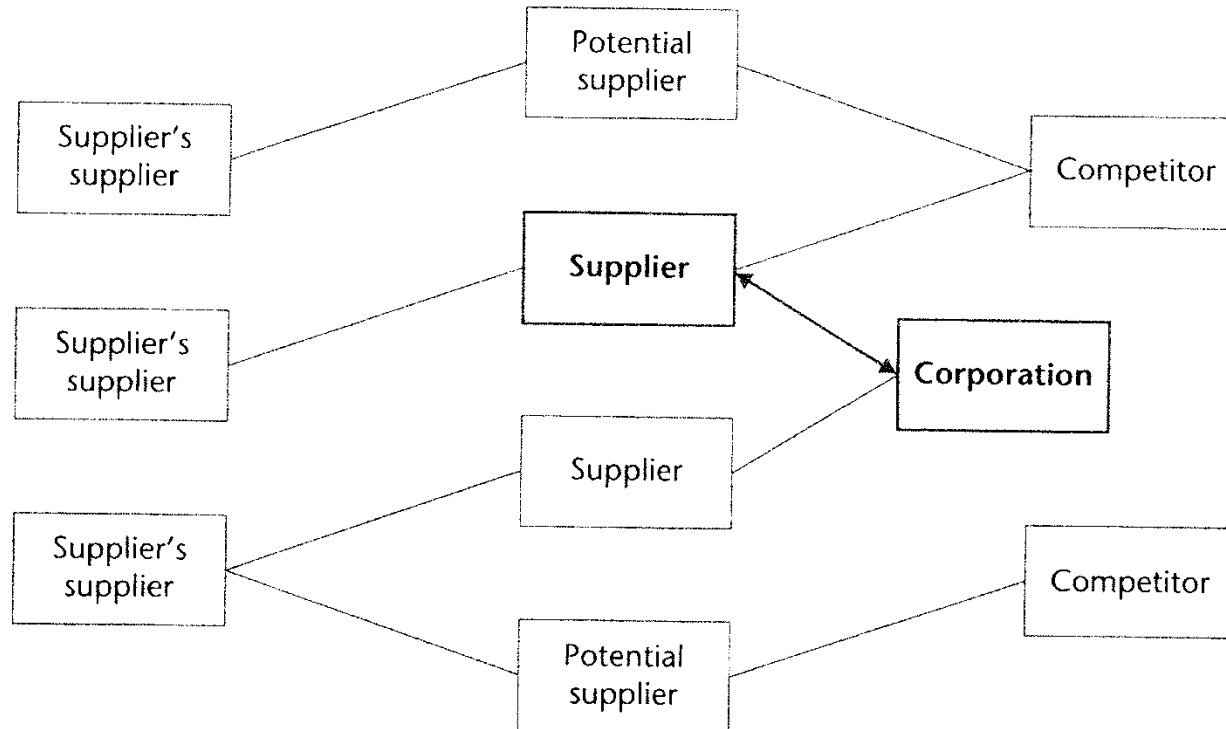 Potential
supplier
Supplier's
supplier
Competitor
Supplier
Supplier's
supplier
Corporation
Supplier
Supplier's
supplier
Competitor
Potential
supplier